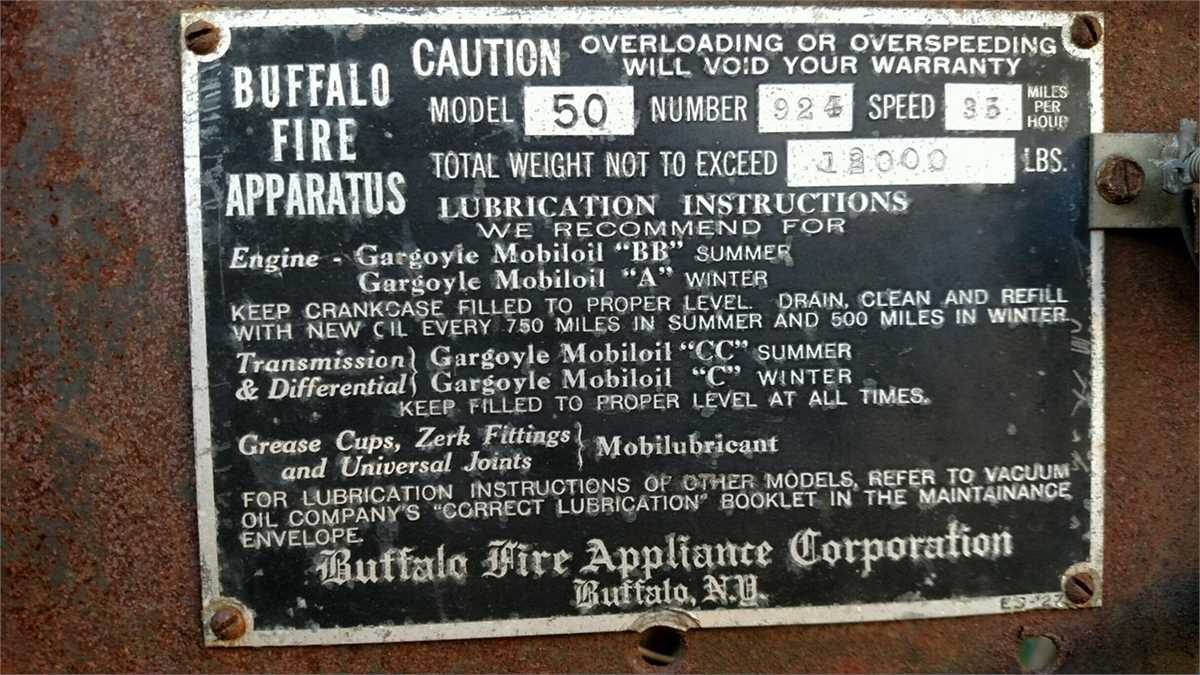 BUFFALO
FIRE
APPARATUS
CAUTION OVERLOADING OR OVERSPEEDING
WILL VOID YOUR WARRANTY
MODEL 50 NUMBER 924 SPEED 35 MILES PER HOUR
TOTAL WEIGHT NOT TO EXCEED 12000 LBS.
LUBRICATION INSTRUCTIONS
WE RECOMMEND FOR
Engine - Gargoyle Mobiloil "BB" SUMMER
Gargoyle Mobiloil "A" WINTER
KEEP CRANKCASE FILLED TO PROPER LEVEL. DRAIN, CLEAN AND REFILL
WITH NEW OIL EVERY 750 MILES IN SUMMER AND 500 MILES IN WINTER.
Transmission } Gargoyle Mobiloil "CC" SUMMER
& Differential } Gargoyle Mobiloil "C" WINTER
KEEP FILLED TO PROPER LEVEL AT ALL TIMES.
Grease Cups, Zerk Fittings } Mobilubricant
and Universal Joints
FOR LUBRICATION INSTRUCTIONS OF OTHER MODELS, REFER TO VACUUM
OIL COMPANY'S "CORRECT LUBRICATION" BOOKLET IN THE MAINTAINANCE
ENVELOPE.
Buffalo Fire Appliance Corporation
Buffalo, N.Y.